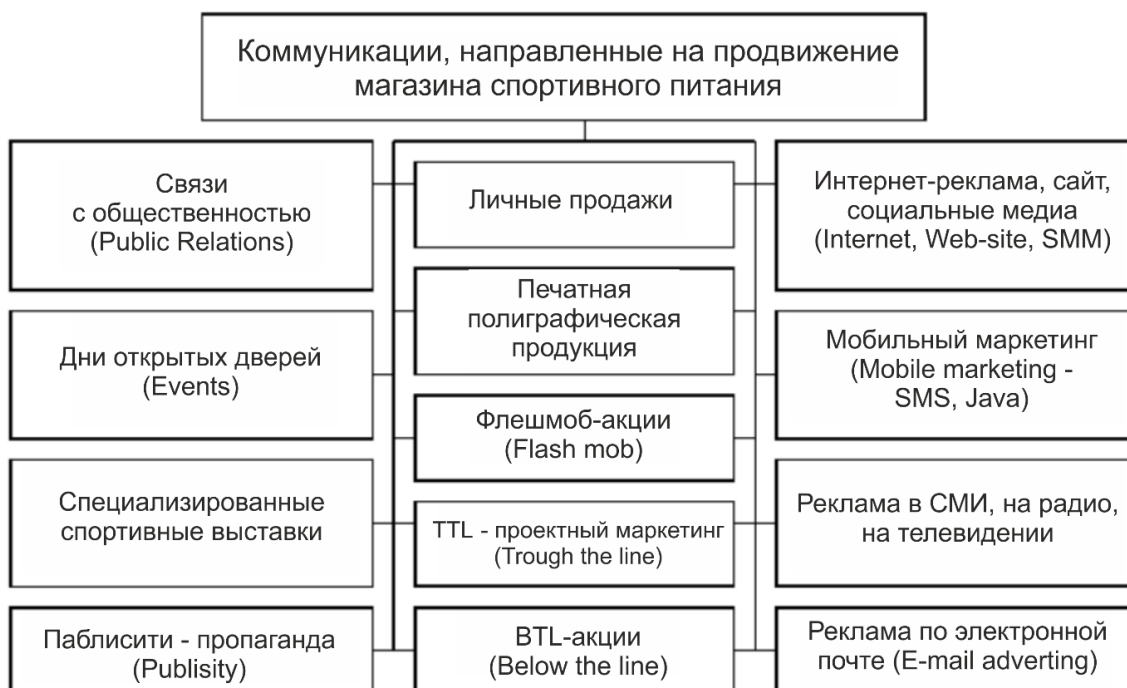 Коммуникации, направленные на продвижение
магазина спортивного питания
Связи
с общественностью
(Public Relations)
Дни открытых дверей
(Events)
Специализированные
спортивные выставки
Паблисити - пропаганда
(Publisity)
Личные продажи
Печатная
полиграфическая
продукция
Флешмоб-акции
(Flash mob)
TTL - проектный маркетинг
(Trough the line)
BTL-акции
(Below the line)
Интернет-реклама, сайт,
социальные медиа
(Internet, Web-site, SMM)
Мобильный маркетинг
(Mobile marketing -
SMS, Java)
Реклама в СМИ, на радио,
на телевидении
Реклама по электронной
почте (E-mail adverting)